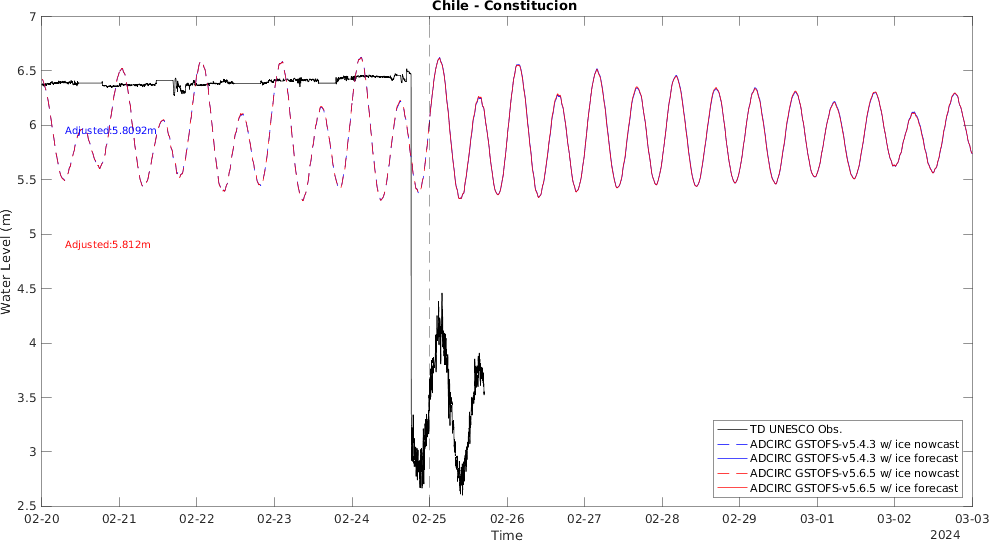 Chile - Constitucion
7
6.5
6
5.5
5
4.5
4
3.5
3
2.5
Water Level (m)
Adjusted:5.8092m
Adjusted:5.812m
TD UNESCO Obs.
ADCIRC GSTOFS-v5.4.3 w/ ice nowcast
ADCIRC GSTOFS-v5.4.3 w/ ice forecast
ADCIRC GSTOFS-v5.6.5 w/ ice nowcast
ADCIRC GSTOFS-v5.6.5 w/ ice forecast
02-20 02-21 02-22 02-23 02-24 02-25 02-26 02-27 02-28 02-29 03-01 03-02 03-03
Time
2024